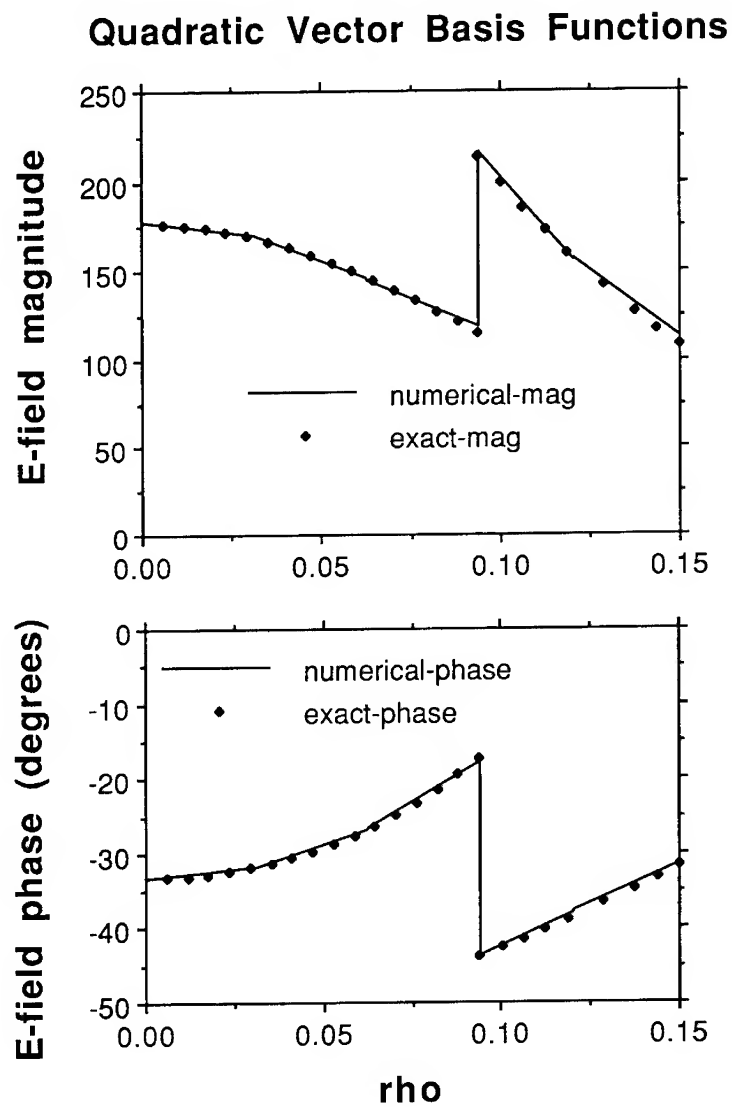 Quadratic Vector Basis Functions
E-field magnitude
250
200
150
100
50
0
numerical-mag
exact-mag
0.00 0.05 0.10 0.15
E-field phase (degrees)
0
-10
-20
-30
-40
-50
numerical-phase
exact-phase
0.00 0.05 0.10 0.15
rho